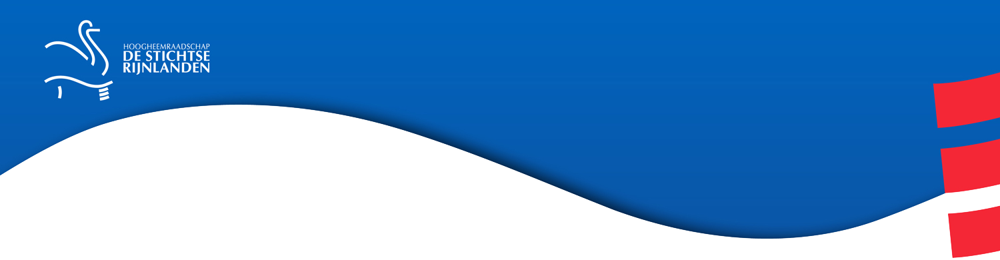 HOOGHEEMRAADSCHAP
DE STICHTSE
RIJNLANDEN